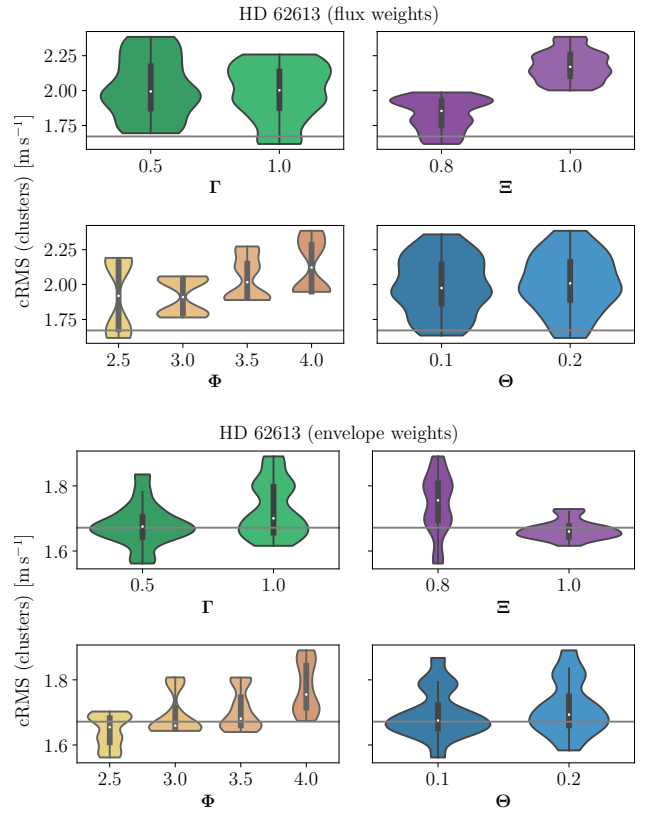 HD 62613 (flux weights)
cRMS (clusters) [m s⁻¹]
2.25
2.00
1.75
0.5 1.0
Γ
0.8 1.0
Ξ
2.25
2.00
1.75
2.5 3.0 3.5 4.0
Φ
0.1 0.2
Θ
HD 62613 (envelope weights)
cRMS (clusters) [m s⁻¹]
1.8
1.6
0.5 1.0
Γ
0.8 1.0
Ξ
1.8
1.6
2.5 3.0 3.5 4.0
Φ
0.1 0.2
Θ